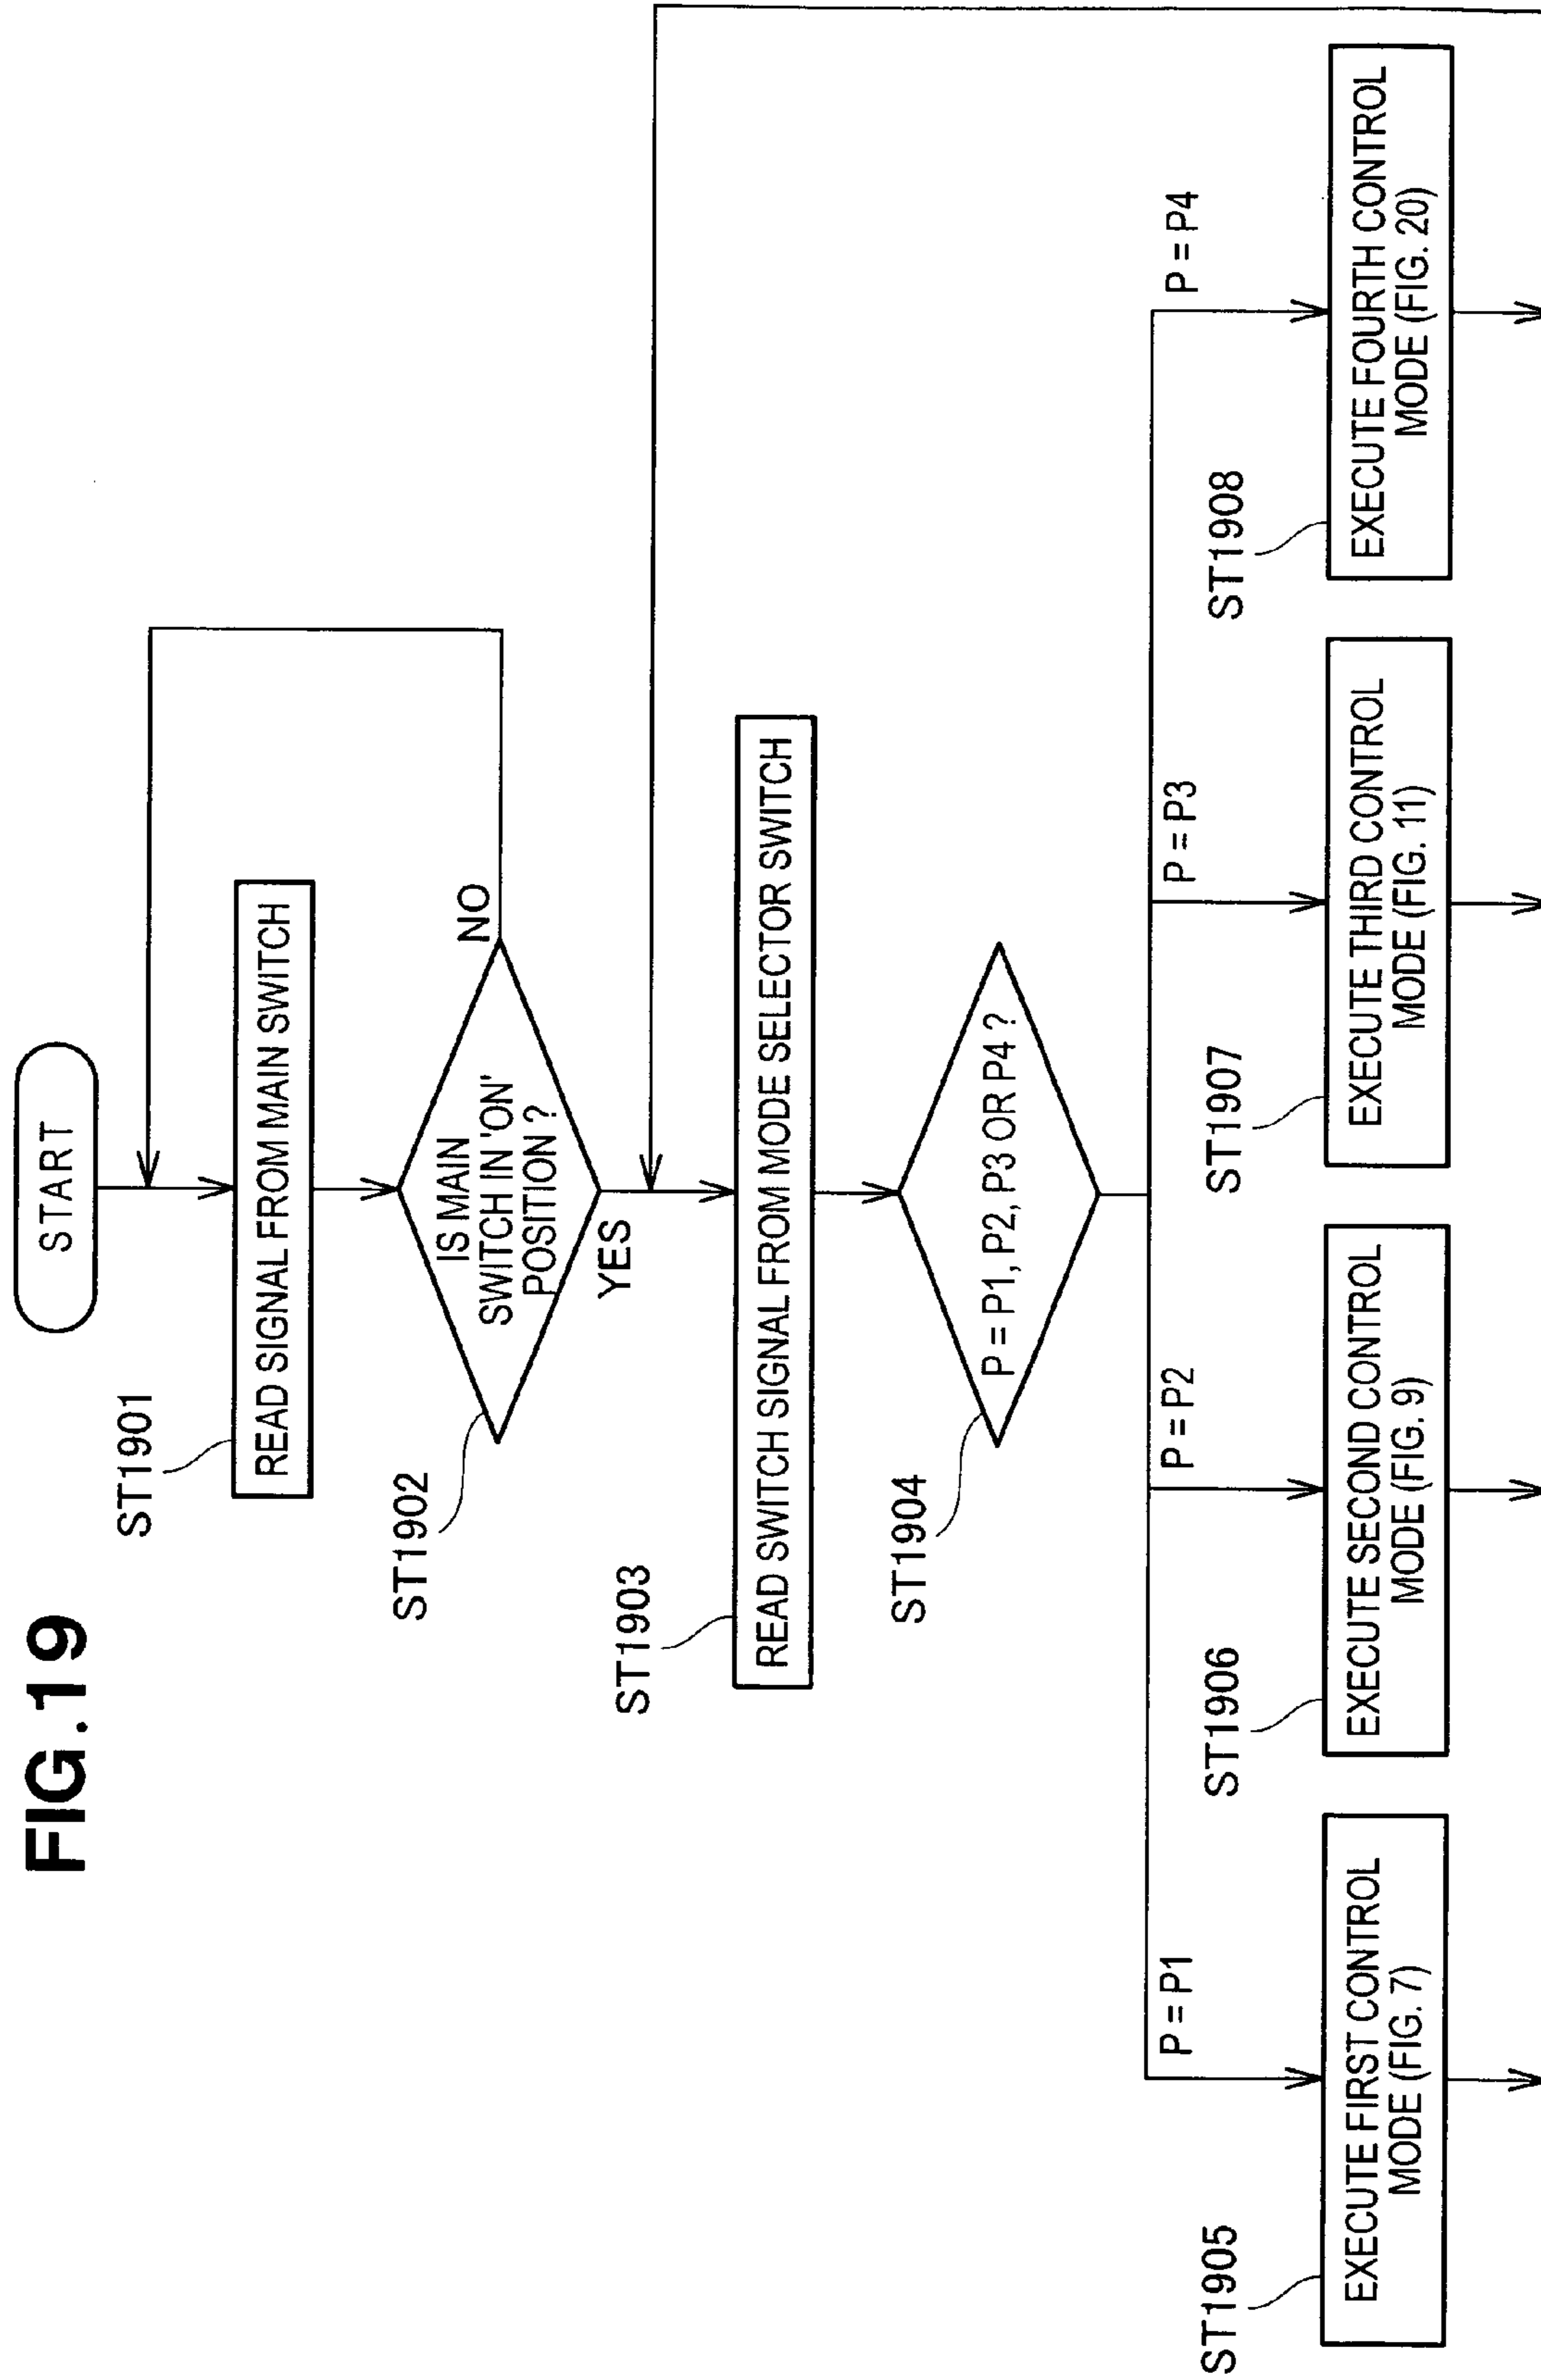 FIG.19
START
ST1901
READ SIGNAL FROM MAIN SWITCH
ST1902
IS MAIN
SWITCH IN 'ON'
POSITION ?
NO
YES
ST1903
READ SWITCH SIGNAL FROM MODE SELECTOR SWITCH
ST1904
P = P1, P2, P3 OR P4 ?
P = P1
P = P2
P = P3
P = P4
ST1905
EXECUTE FIRST CONTROL
MODE (FIG. 7)
ST1906
EXECUTE SECOND CONTROL
MODE (FIG. 9)
ST1907
EXECUTE THIRD CONTROL
MODE (FIG. 11)
ST1908
EXECUTE FOURTH CONTROL
MODE (FIG. 20)